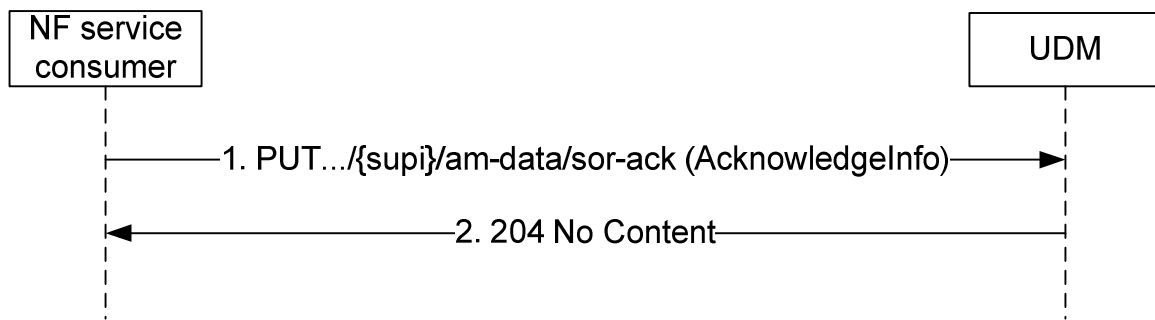 NF service
consumer
UDM
1. PUT.../{supi}/am-data/sor-ack (AcknowledgeInfo)
2. 204 No Content